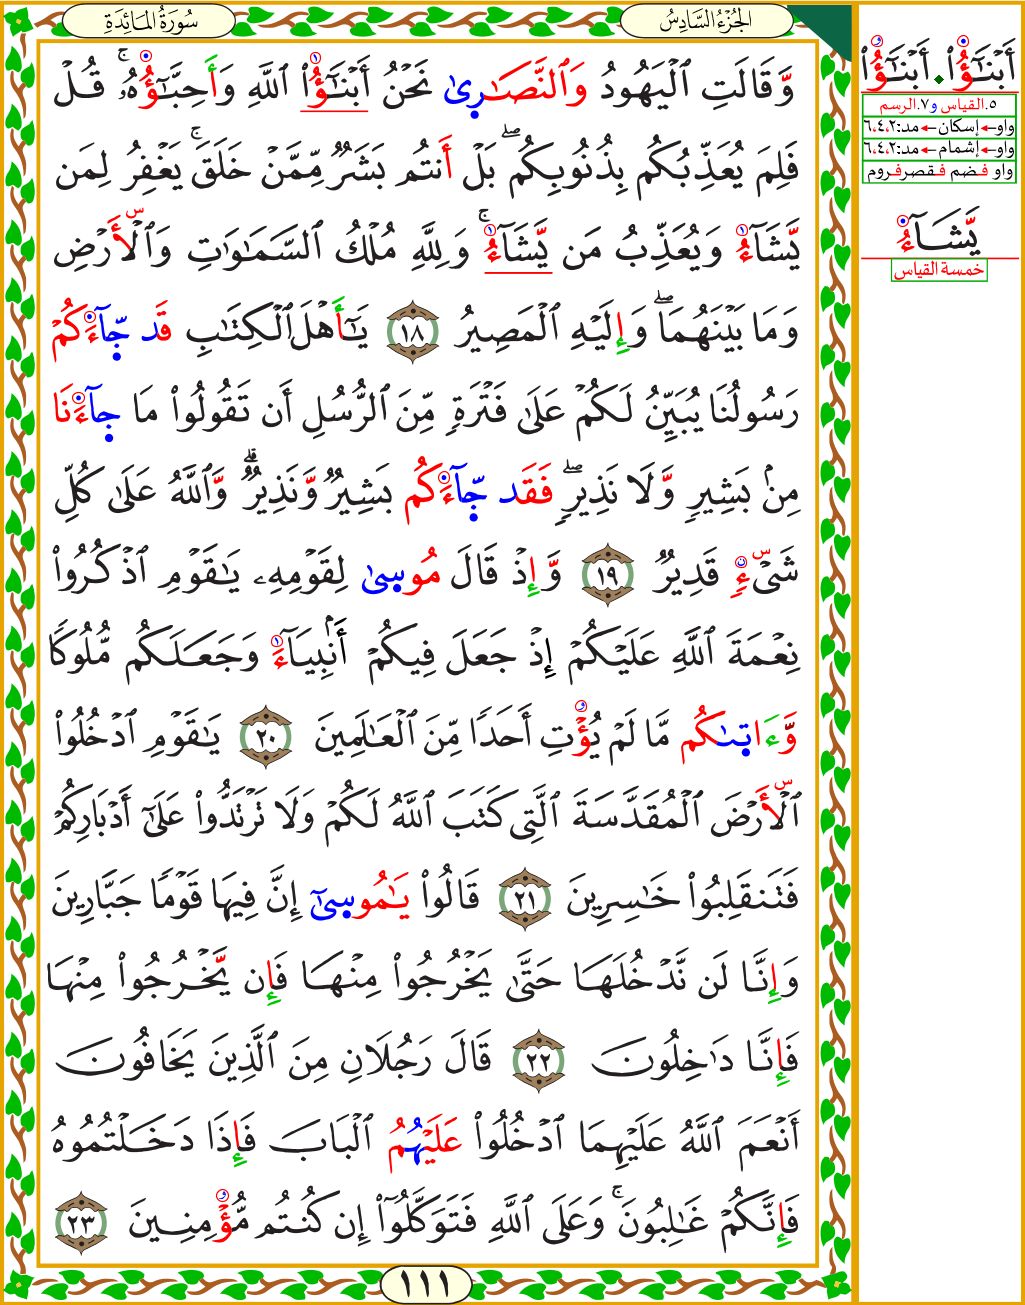 الجُزْءُ السَّادِسُ
سُورَةُ المَائِدَةِ
وَّقَالَتِ ٱلۡيَهُودُ وَٱلنَّصَٰرِىٰ نَحۡنُ أَبۡنَٰٓؤُاْ ٱللَّهِ وَأَحِبَّٰٓؤُهُۥۚ قُلۡ
فَلِمَ يُعَذِّبُكُم بِذُنُوبِكُمۖ بَلۡ أَنتُم بَشَرٞ مِّمَّنۡ خَلَقَۚ يَغۡفِرُ لِمَن
يَّشَآءُ وَيُعَذِّبُ مَن يَّشَآءُۚ وَلِلَّهِ مُلۡكُ ٱلسَّمَٰوَٰتِ وَٱلۡأَرۡضِ
وَمَا بَيۡنَهُمَاۖ وَإِلَيۡهِ ٱلۡمَصِيرُ ١٨ يَٰٓأَهۡلَ ٱلۡكِتَٰبِ قَد جَّآءَكُمۡ
رَسُولُنَا يُبَيِّنُ لَكُمۡ عَلَىٰ فَتۡرَةٖ مِّنَ ٱلرُّسُلِ أَن تَقُولُواْ مَا جَآءَنَا
مِنۢ بَشِيرٖ وَّلَا نَذِيرٖۖ فَقَد جَّآءَكُم بَشِيرٞ وَّنَذِيرٞۗ وَّٱللَّهُ عَلَىٰ كُلِّ
شَيۡءٖ قَدِيرٞ ١٩ وَّإِذۡ قَالَ مُوسِىٰ لِقَوۡمِهِۦ يَٰقَوۡمِ ٱذۡكُرُواْ
نِعۡمَةَ ٱللَّهِ عَلَيۡكُمۡ إِذۡ جَعَلَ فِيكُمۡ أَنۢبِيَآءَ وَجَعَلَكُم مُّلُوكٗا
وَّءَاتِىٰكُم مَّا لَمۡ يُؤۡتِ أَحَدٗا مِّنَ ٱلۡعَٰلَمِينَ ٢٠ يَٰقَوۡمِ ٱدۡخُلُواْ
ٱلۡأَرۡضَ ٱلۡمُقَدَّسَةَ ٱلَّتِي كَتَبَ ٱللَّهُ لَكُمۡ وَلَا تَرۡتَدُّواْ عَلَىٰٓ أَدۡبَارِكُمۡ
فَتَنقَلِبُواْ خَٰسِرِينَ ٢١ قَالُواْ يَٰمُوسِىٰٓ إِنَّ فِيهَا قَوۡمٗا جَبَّارِينَ
وَإِنَّا لَن نَّدۡخُلَهَا حَتَّىٰ يَخۡرُجُواْ مِنۡهَا فَإِن يَّخۡرُجُواْ مِنۡهَا
فَإِنَّا دَٰخِلُونَ ٢٢ قَالَ رَجُلَانِ مِنَ ٱلَّذِينَ يَخَافُونَ
أَنۡعَمَ ٱللَّهُ عَلَيۡهِمَا ٱدۡخُلُواْ عَلَيۡهُمُ ٱلۡبَابَ فَإِذَا دَخَلۡتُمُوهُ
فَإِنَّكُمۡ غَٰلِبُونَۚ وَعَلَى ٱللَّهِ فَتَوَكَّلُوٓاْ إِن كُنتُم مُّؤۡمِنِينَ ٢٣
١١١
أَبۡنَٰٓؤُاْ ۰ أَبۡنَٰٓؤُاْ
٥.القياس و٧.الرسم
واو←إسكان←مد:٦،٤،٢
واو←إشمام←مد:٦،٤،٢
واو فضم فقصر فروم
يَّشَآءُ
خمسة القياس